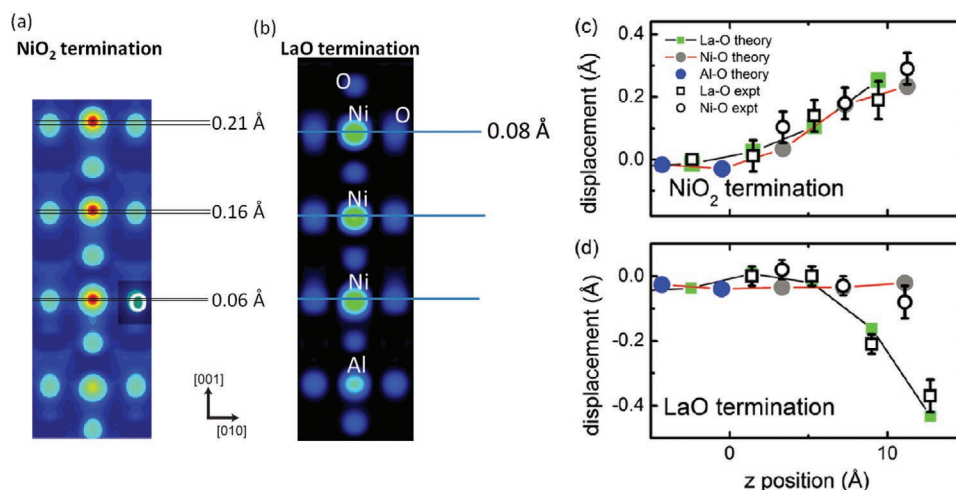 (a)
NiO₂ termination
0.21 Å
0.16 Å
0.06 Å
[001]
[010]
(b)
LaO termination
O
Ni
O
0.08 Å
Ni
Ni
Al
(c)
displacement (Å)
0.4
0.2
0.0
La-O theory
Ni-O theory
Al-O theory
La-O expt
Ni-O expt
NiO₂ termination
(d)
displacement (Å)
0.0
-0.2
-0.4
LaO termination
0
10
z position (Å)